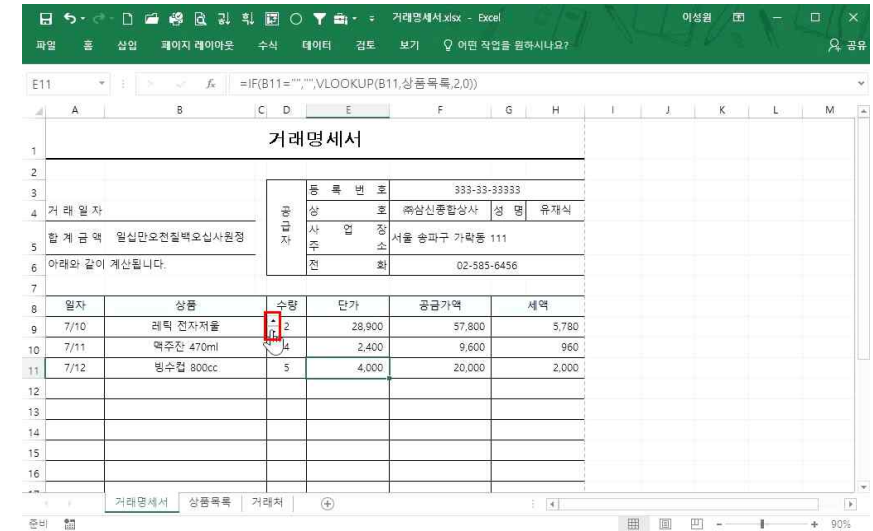 거래명세서.xlsx - Excel 이성원
파일 홈 삽입 페이지 레이아웃 수식 데이터 검토 보기 어떤 작업을 원하시나요? 공유
E11 fx =IF(B11="","",VLOOKUP(B11,상품목록,2,0))
A B C D E F G H I J K L M
1 거래명세서
2
3 등 록 번 호 333-33-33333
4 거 래 일 자 공급자 상 호 ㈜삼신종합상사 성 명 유재식
5 합 계 금 액 일십만오천칠백오십사원정 사 업 장 주 소 서울 송파구 가락동 111
6 아래와 같이 계산됩니다. 전 화 02-585-6456
7
8 일자 상품 수량 단가 공급가액 세액
9 7/10 레틱 전자저울 2 28,900 57,800 5,780
10 7/11 맥주잔 470ml 4 2,400 9,600 960
11 7/12 빙수컵 800cc 5 4,000 20,000 2,000
12
13
14
15
16
거래명세서 상품목록 거래처
준비 90%